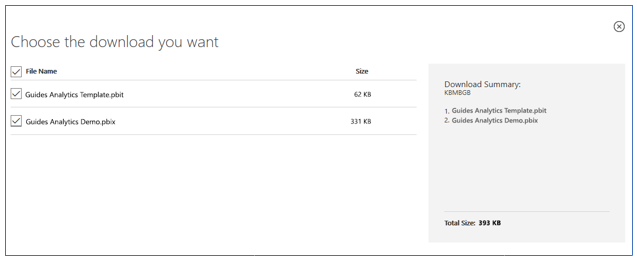 Choose the download you want
File Name Size
Guides Analytics Template.pbit 62 KB
Guides Analytics Demo.pbix 331 KB
Download Summary:
KBMBGB
1. Guides Analytics Template.pbit
2. Guides Analytics Demo.pbix
Total Size: 393 KB